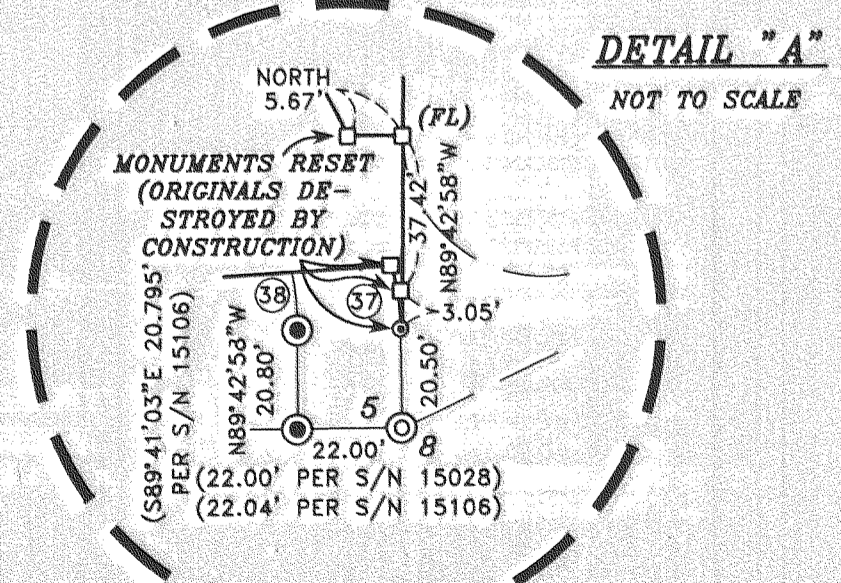 DETAIL "A"
NOT TO SCALE
NORTH
5.67'
(FL)
MONUMENTS RESET
(ORIGINALS DE-
STROYED BY
CONSTRUCTION)
37.42'
N89°42'58"W
38
37
3.05'
(S89°41'03"E 20.795'
PER S/N 15106)
N89°42'58"W
20.80'
20.50'
5
8
22.00'
(22.00' PER S/N 15028)
(22.04' PER S/N 15106)